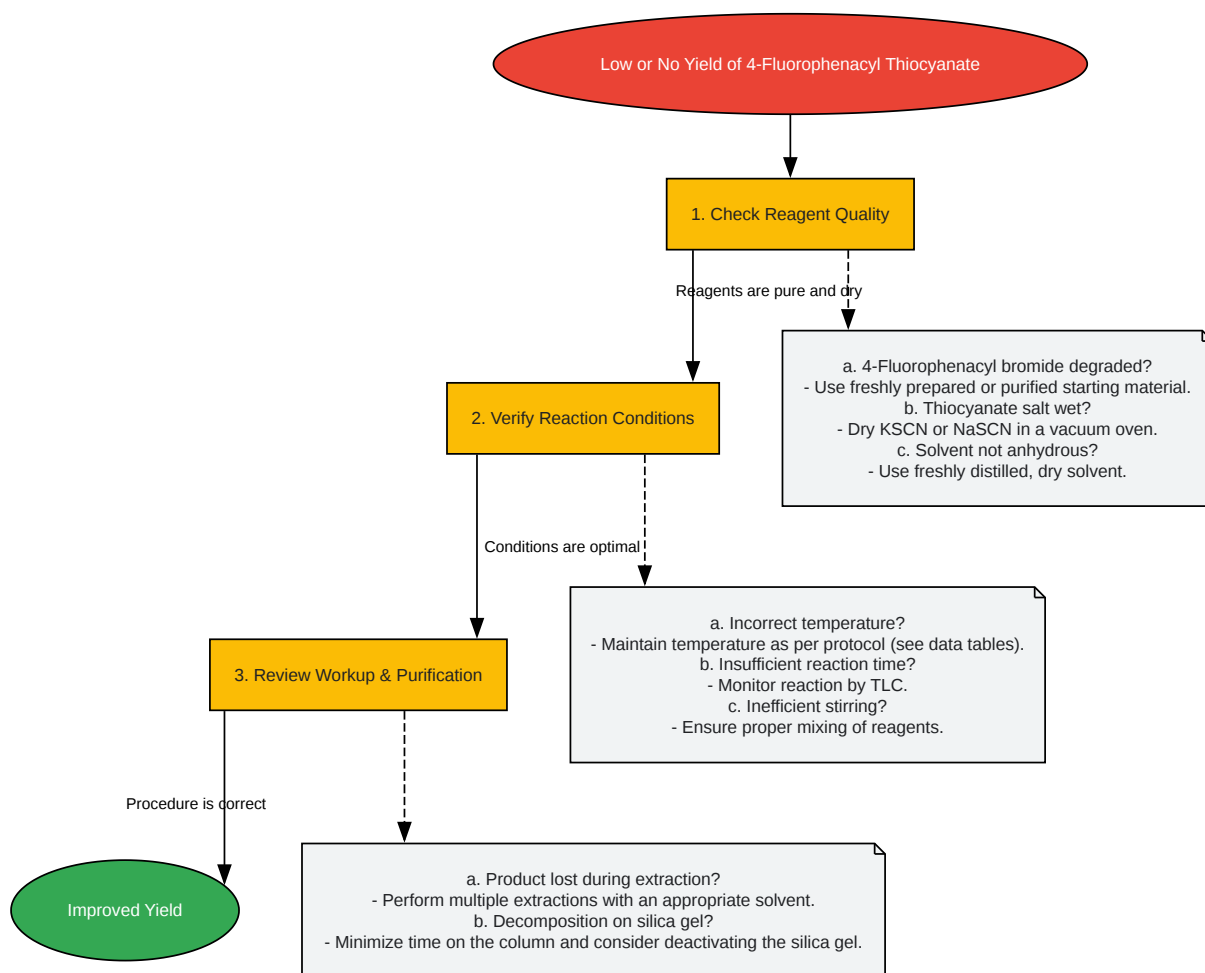 Low or No Yield of 4-Fluorophenacyl Thiocyanate
1. Check Reagent Quality
Reagents are pure and dry
a. 4-Fluorophenacyl bromide degraded?
- Use freshly prepared or purified starting material.
b. Thiocyanate salt wet?
- Dry KSCN or NaSCN in a vacuum oven.
c. Solvent not anhydrous?
- Use freshly distilled, dry solvent.
2. Verify Reaction Conditions
Conditions are optimal
a. Incorrect temperature?
- Maintain temperature as per protocol (see data tables).
b. Insufficient reaction time?
- Monitor reaction by TLC.
c. Inefficient stirring?
- Ensure proper mixing of reagents.
3. Review Workup & Purification
Procedure is correct
a. Product lost during extraction?
- Perform multiple extractions with an appropriate solvent.
b. Decomposition on silica gel?
- Minimize time on the column and consider deactivating the silica gel.
Improved Yield